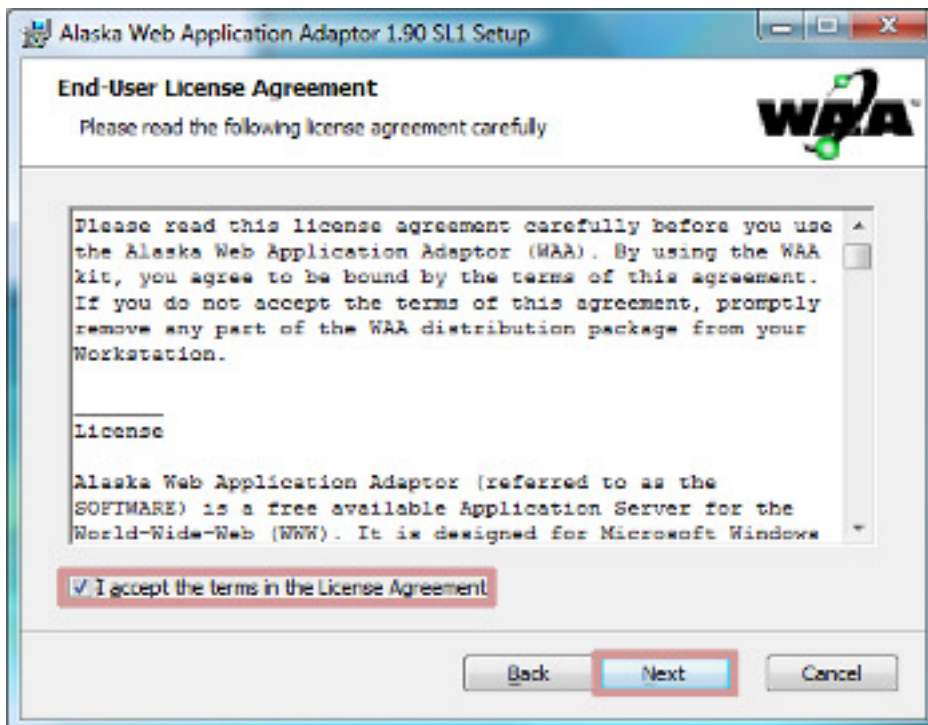 Alaska Web Application Adaptor 1.90 SL1 Setup
End-User License Agreement
Please read the following license agreement carefully
WAA
Please read this license agreement carefully before you use
the Alaska Web Application Adaptor (WAA). By using the WAA
kit, you agree to be bound by the terms of this agreement.
If you do not accept the terms of this agreement, promptly
remove any part of the WAA distribution package from your
Workstation.
License
Alaska Web Application Adaptor (referred to as the
SOFTWARE) is a free available Application Server for the
World-Wide-Web (WWW). It is designed for Microsoft Windows
I accept the terms in the License Agreement
Back Next Cancel